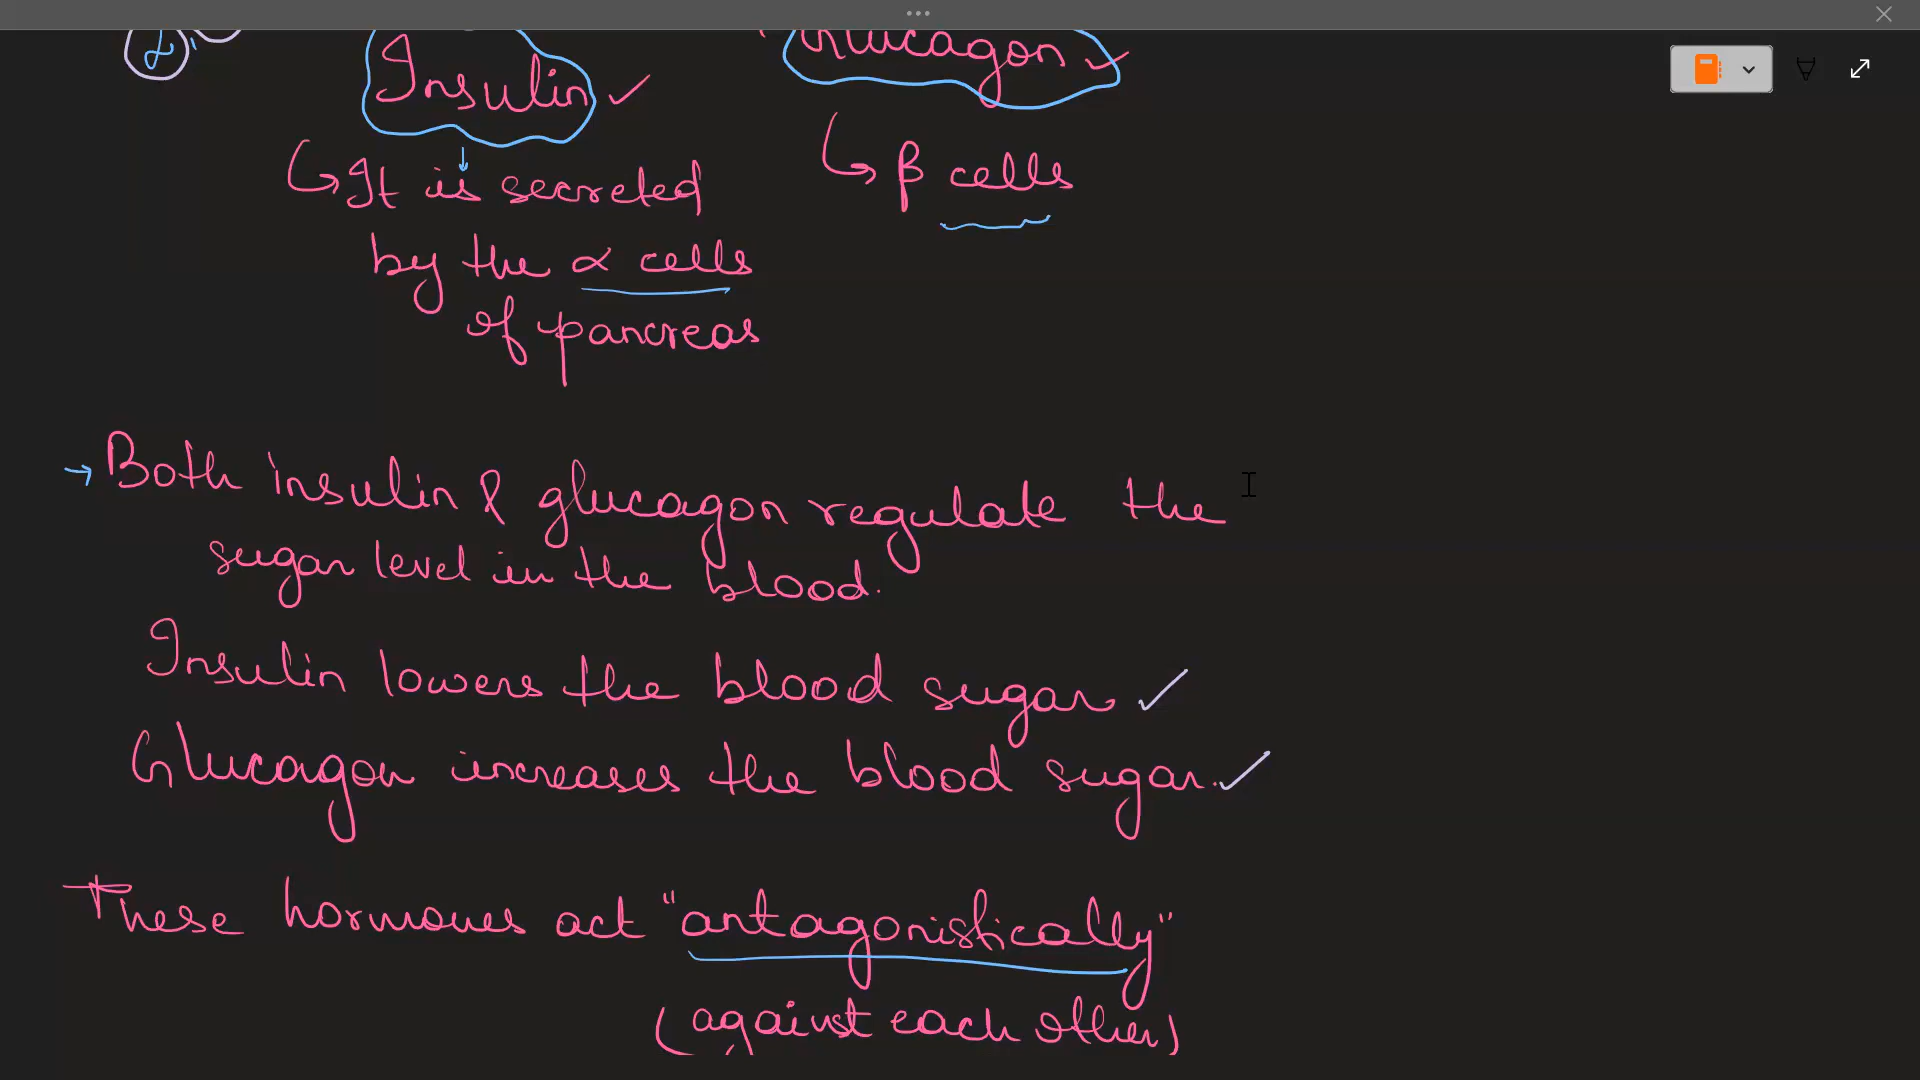 2.
Insulin ✓ Glucagon ✓
↳ It is secreted ↳ β cells
by the α cells
of pancreas
→ Both insulin & glucagon regulate the
sugar level in the blood.
Insulin lowers the blood sugar ✓
Glucagon increases the blood sugar. ✓
These hormones act "antagonistically"
(against each other)